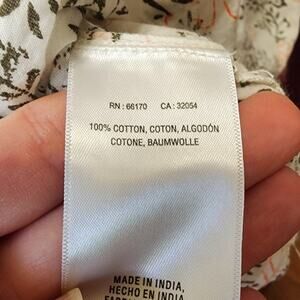 RN : 66170 CA : 32054
100% COTTON, COTON, ALGODÓN
COTONE, BAUMWOLLE
MADE IN INDIA,
HECHO EN INDIA